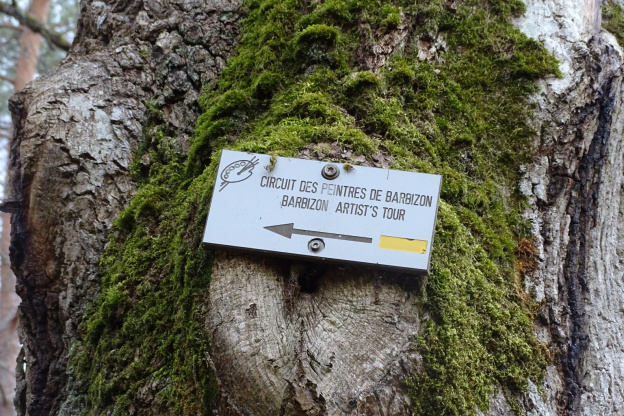 CIRCUIT DES PEINTRES DE BARBIZON
BARBIZON ARTIST'S TOUR